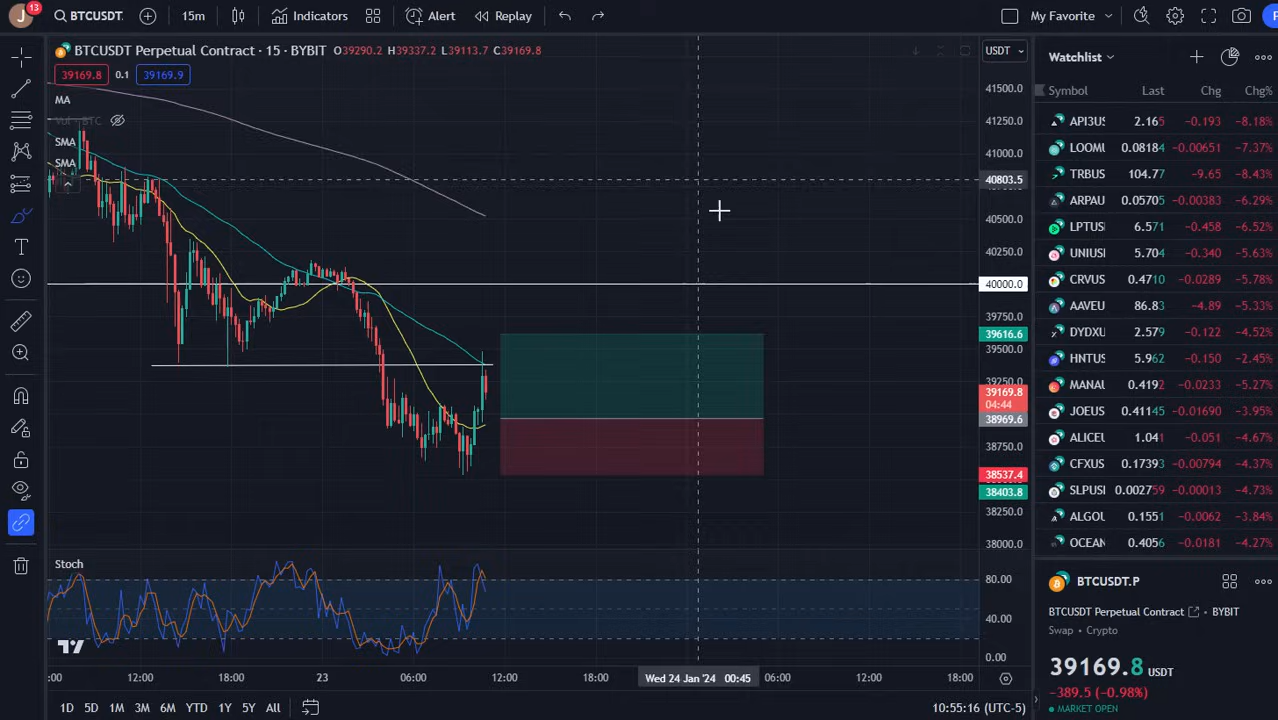 J 13 BTCUSDT. 15m Indicators Alert Replay My Favorite
BTCUSDT Perpetual Contract · 15 · BYBIT O39290.2 H39337.2 L39113.7 C39169.8
39169.8 0.1 39169.9
MA
Vol · BTC
SMA
SMA
USDT
41500.0
41250.0
41000.0
40803.5
40500.0
40250.0
40000.0
39750.0
39616.6
39500.0
39250.0
39169.8
04:44
38969.6
38750.0
38537.4
38403.8
38250.0
38000.0
Stoch
80.00
40.00
0.00
:00 12:00 18:00 23 06:00 12:00 18:00 Wed 24 Jan '24 00:45 06:00 12:00 18:00
1D 5D 1M 3M 6M YTD 1Y 5Y All 10:55:16 (UTC-5)
Watchlist
Symbol Last Chg Chg%
API3US 2.165 -0.193 -8.18%
LOOMI 0.08184 -0.00651 -7.37%
TRBUS 104.77 -9.65 -8.43%
ARPAU 0.05705 -0.00383 -6.29%
LPTUS 6.571 -0.458 -6.52%
UNIUS 5.704 -0.340 -5.63%
CRVUS 0.4710 -0.0289 -5.78%
AAVEU 86.83 -4.89 -5.33%
DYDXU 2.579 -0.122 -4.52%
HNTUS 5.962 -0.150 -2.45%
MANAU 0.4192 -0.0233 -5.27%
JOEUS 0.41145 -0.01690 -3.95%
ALICEU 1.041 -0.051 -4.67%
CFXUS 0.17393 -0.00794 -4.37%
SLPUS 0.002759 -0.00013 -4.73%
ALGOU 0.1551 -0.0062 -3.84%
OCEAN 0.4056 -0.0181 -4.27%
BTCUSDT.P
BTCUSDT Perpetual Contract · BYBIT
Swap · Crypto
39169.8 USDT
-389.5 (-0.98%)
MARKET OPEN